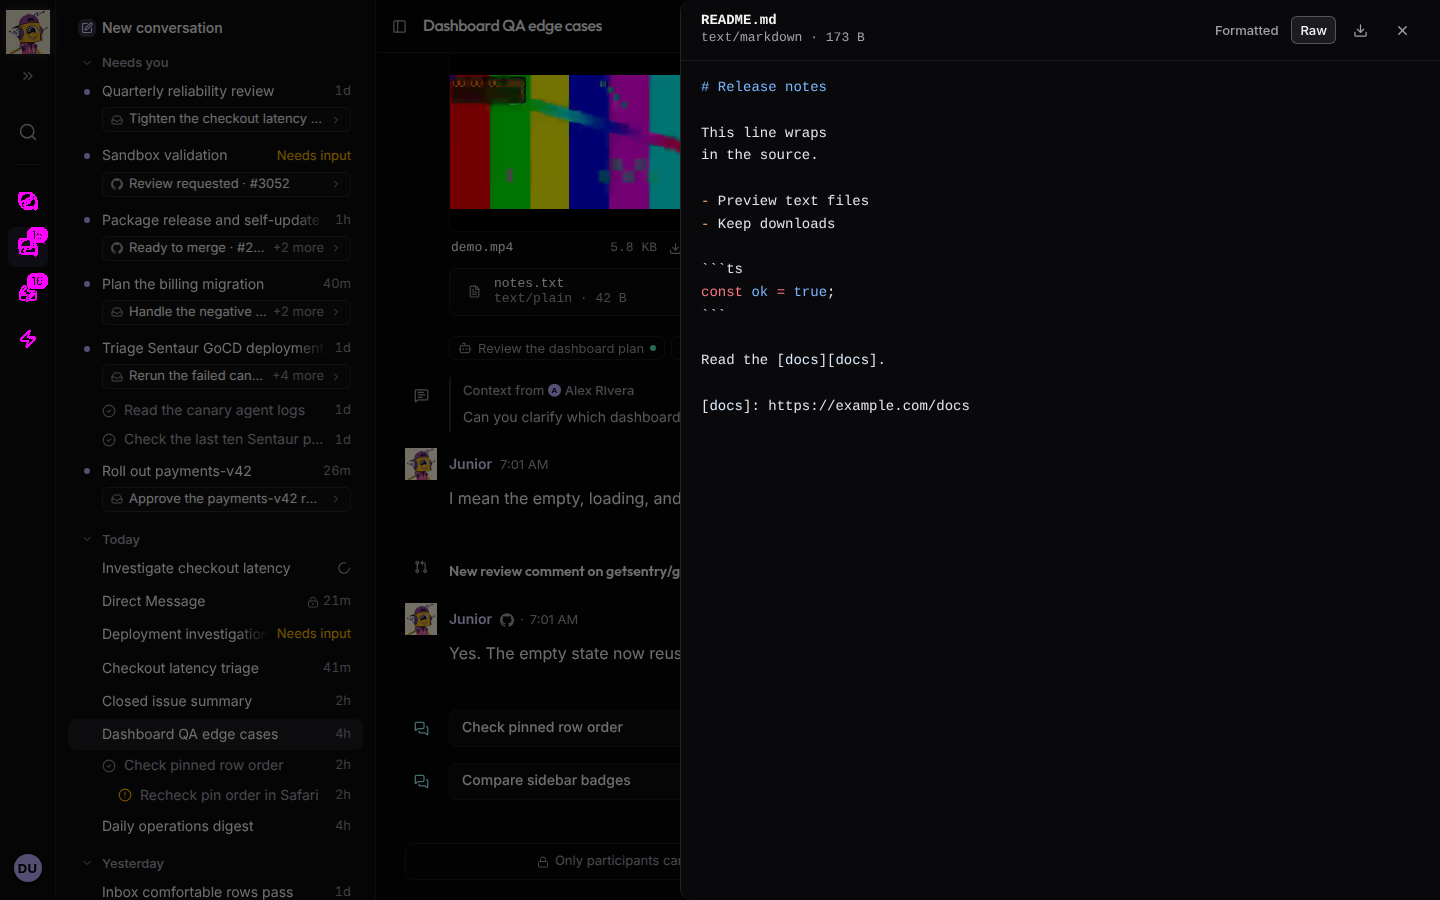 New conversation
Needs you
Quarterly reliability review 1d
Tighten the checkout latency ...
Sandbox validation Needs input
Review requested · #3052
Package release and self-update 1h
Ready to merge · #2... +2 more
Plan the billing migration 40m
Handle the negative ... +2 more
Triage Sentaur GoCD deployment 1d
Rerun the failed can... +4 more
Read the canary agent logs 1d
Check the last ten Sentaur p... 1d
Roll out payments-v42 26m
Approve the payments-v42 r...
Today
Investigate checkout latency
Direct Message 21m
Deployment investigation Needs input
Checkout latency triage 41m
Closed issue summary 2h
Dashboard QA edge cases 4h
Check pinned row order 2h
Recheck pin order in Safari 2h
Daily operations digest 4h
Yesterday
Inbox comfortable rows pass 1d
DU
Dashboard QA edge cases
demo.mp4 5.8 KB
notes.txt
text/plain · 42 B
Review the dashboard plan
Context from A Alex Rivera
Can you clarify which dashboard
Junior 7:01 AM
I mean the empty, loading, and
New review comment on getsentry/g
Junior · 7:01 AM
Yes. The empty state now reus
Check pinned row order
Compare sidebar badges
Only participants can
README.md
text/markdown · 173 B
Formatted Raw
# Release notes
This line wraps
in the source.
- Preview text files
- Keep downloads
```ts
const ok = true;
```
Read the [docs][docs].
[docs]: https://example.com/docs